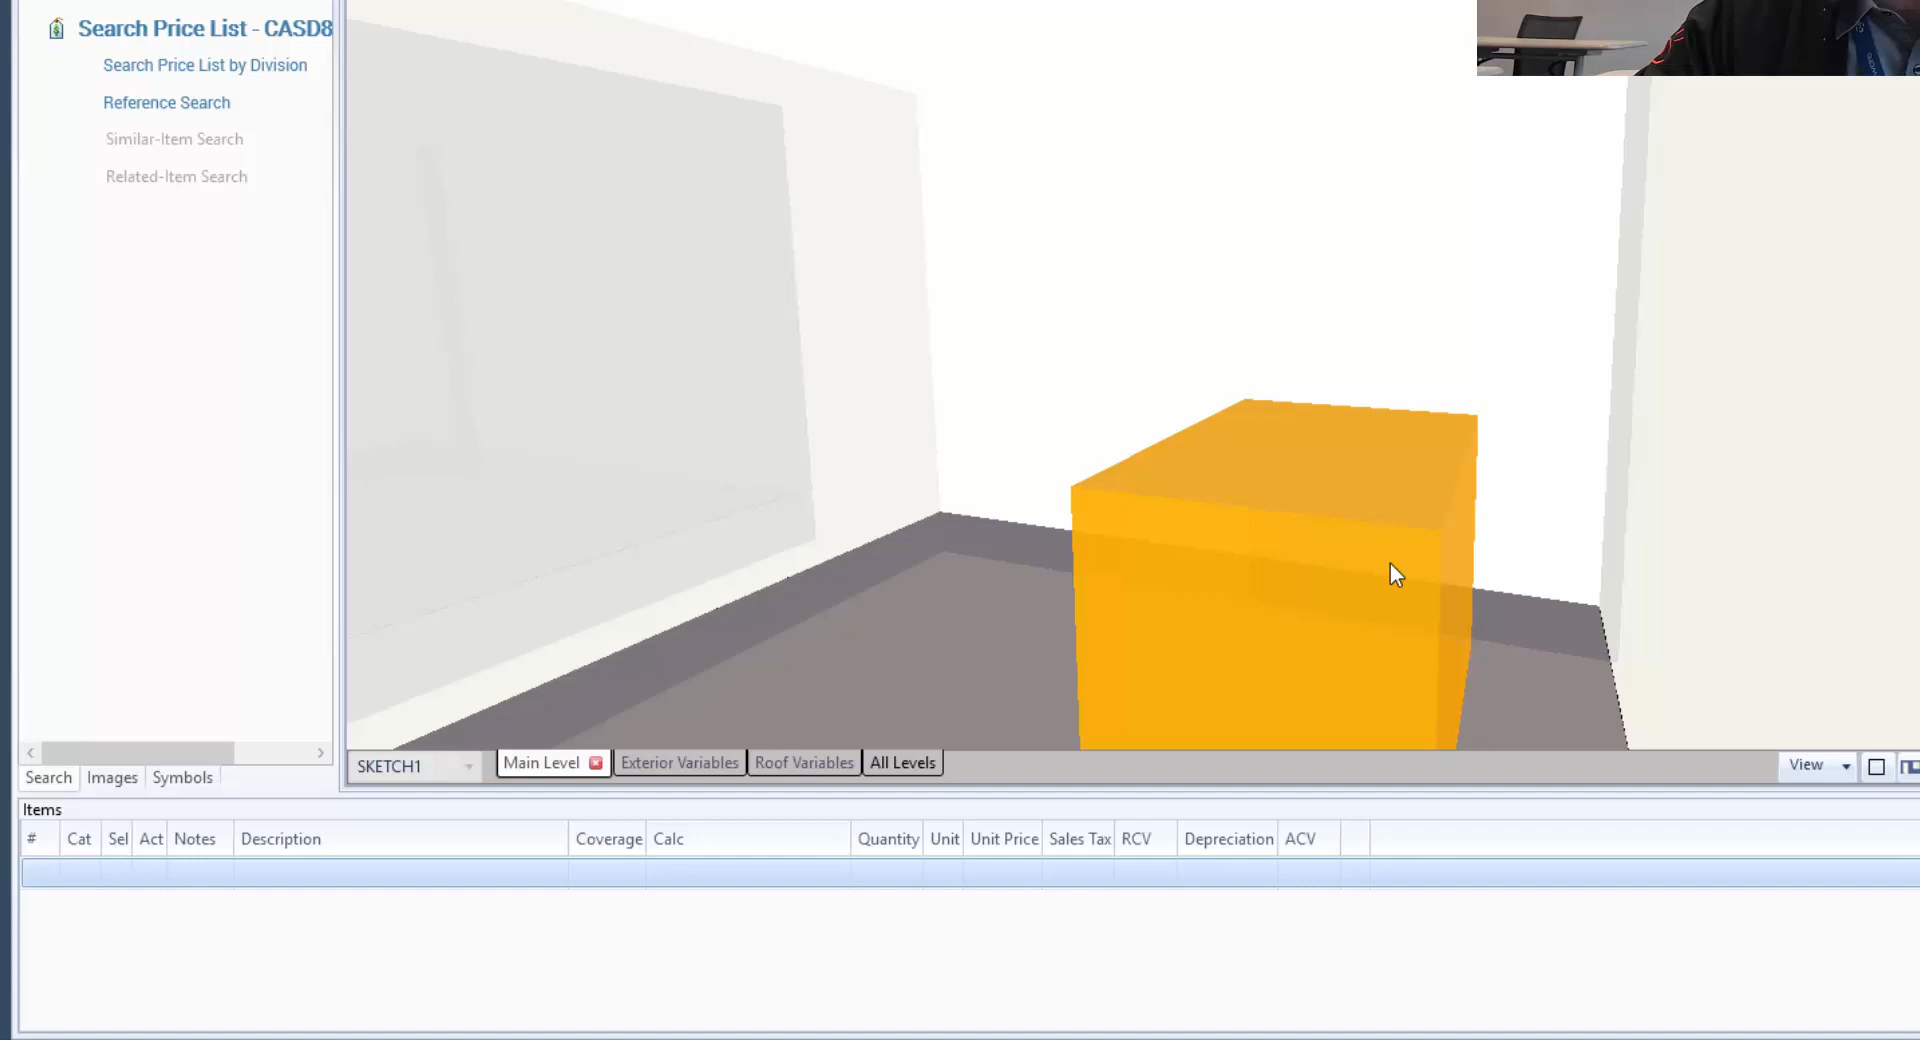 Search Price List - CASD8
Search Price List by Division
Reference Search
Similar-Item Search
Related-Item Search
Search Images Symbols
SKETCH1 Main Level Exterior Variables Roof Variables All Levels View
Items
# Cat Sel Act Notes Description Coverage Calc Quantity Unit Unit Price Sales Tax RCV Depreciation ACV